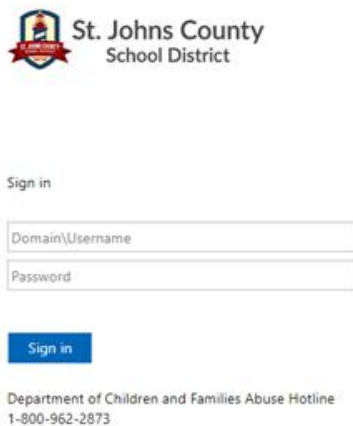 St. Johns County
School District
Sign in
Domain\Username
Password
Sign in
Department of Children and Families Abuse Hotline
1-800-962-2873